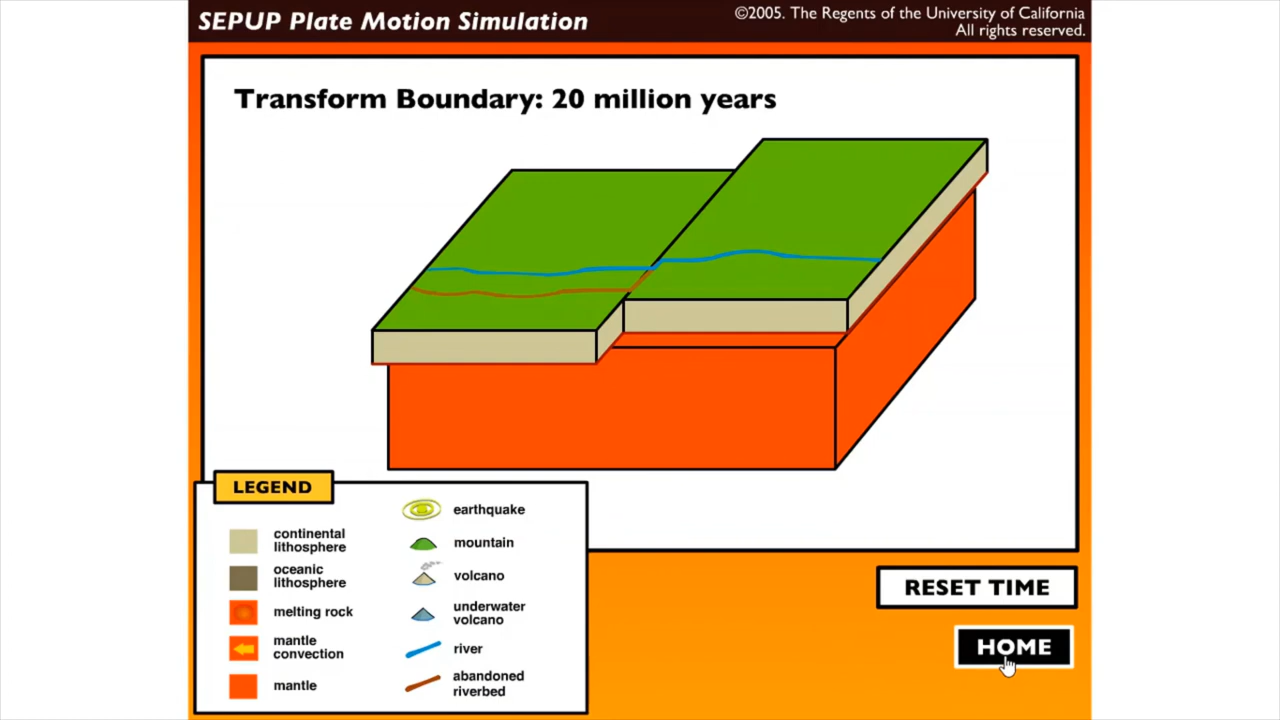 SEPUP Plate Motion Simulation
©2005. The Regents of the University of California
All rights reserved.
Transform Boundary: 20 million years
LEGEND
continental
lithosphere
oceanic
lithosphere
melting rock
mantle
convection
mantle
earthquake
mountain
volcano
underwater
volcano
river
abandoned
riverbed
RESET TIME
HOME